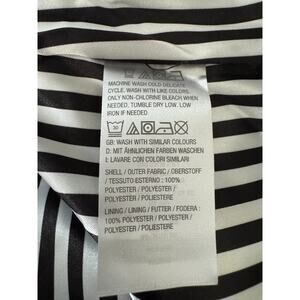 MACHINE WASH COLD DELICATE
CYCLE. WASH WITH LIKE COLORS.
ONLY NON-CHLORINE BLEACH WHEN
NEEDED. TUMBLE DRY LOW. LOW
IRON IF NEEDED
30
GB: WASH WITH SIMILAR COLOURS
D: MIT ÄHNLICHEN FARBEN WASCHEN
I: LAVARE CON COLORI SIMILARI
SHELL / OUTER FABRIC / OBERSTOFF
/ TESSUTO ESTERNO : 100%
POLYESTER / POLYESTER /
POLYESTER / POLIESTERE
LINING / LINING / FUTTER / FODERA :
100% POLYESTER / POLYESTER /
POLYESTER / POLIESTERE